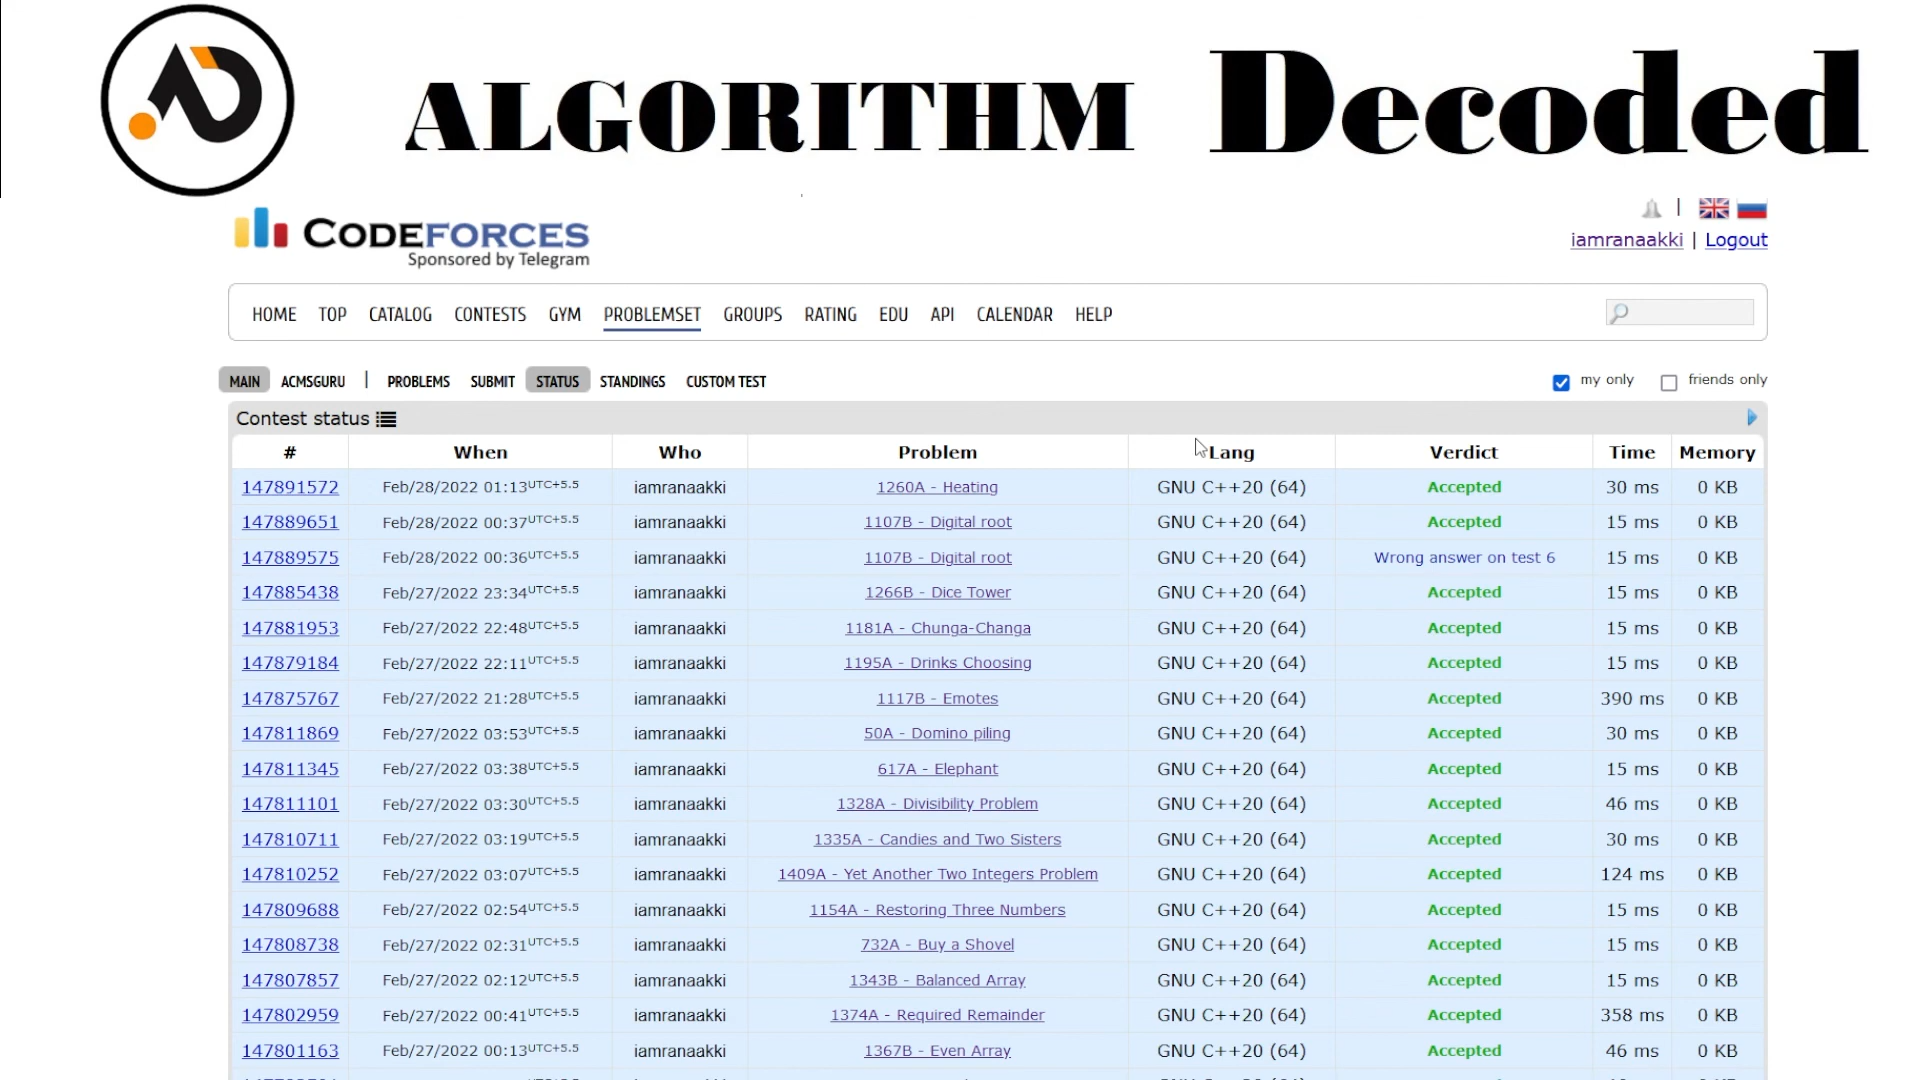 ALGORITHM Decoded
CODEFORCES
Sponsored by Telegram
|
iamranaakki | Logout
HOME TOP CATALOG CONTESTS GYM PROBLEMSET GROUPS RATING EDU API CALENDAR HELP
MAIN ACMSGURU | PROBLEMS SUBMIT STATUS STANDINGS CUSTOM TEST my only friends only
Contest status
# When Who Problem Lang Verdict Time Memory
147891572 Feb/28/2022 01:13UTC+5.5 iamranaakki 1260A - Heating GNU C++20 (64) Accepted 30 ms 0 KB
147889651 Feb/28/2022 00:37UTC+5.5 iamranaakki 1107B - Digital root GNU C++20 (64) Accepted 15 ms 0 KB
147889575 Feb/28/2022 00:36UTC+5.5 iamranaakki 1107B - Digital root GNU C++20 (64) Wrong answer on test 6 15 ms 0 KB
147885438 Feb/27/2022 23:34UTC+5.5 iamranaakki 1266B - Dice Tower GNU C++20 (64) Accepted 15 ms 0 KB
147881953 Feb/27/2022 22:48UTC+5.5 iamranaakki 1181A - Chunga-Changa GNU C++20 (64) Accepted 15 ms 0 KB
147879184 Feb/27/2022 22:11UTC+5.5 iamranaakki 1195A - Drinks Choosing GNU C++20 (64) Accepted 15 ms 0 KB
147875767 Feb/27/2022 21:28UTC+5.5 iamranaakki 1117B - Emotes GNU C++20 (64) Accepted 390 ms 0 KB
147811869 Feb/27/2022 03:53UTC+5.5 iamranaakki 50A - Domino piling GNU C++20 (64) Accepted 30 ms 0 KB
147811345 Feb/27/2022 03:38UTC+5.5 iamranaakki 617A - Elephant GNU C++20 (64) Accepted 15 ms 0 KB
147811101 Feb/27/2022 03:30UTC+5.5 iamranaakki 1328A - Divisibility Problem GNU C++20 (64) Accepted 46 ms 0 KB
147810711 Feb/27/2022 03:19UTC+5.5 iamranaakki 1335A - Candies and Two Sisters GNU C++20 (64) Accepted 30 ms 0 KB
147810252 Feb/27/2022 03:07UTC+5.5 iamranaakki 1409A - Yet Another Two Integers Problem GNU C++20 (64) Accepted 124 ms 0 KB
147809688 Feb/27/2022 02:54UTC+5.5 iamranaakki 1154A - Restoring Three Numbers GNU C++20 (64) Accepted 15 ms 0 KB
147808738 Feb/27/2022 02:31UTC+5.5 iamranaakki 732A - Buy a Shovel GNU C++20 (64) Accepted 15 ms 0 KB
147807857 Feb/27/2022 02:12UTC+5.5 iamranaakki 1343B - Balanced Array GNU C++20 (64) Accepted 15 ms 0 KB
147802959 Feb/27/2022 00:41UTC+5.5 iamranaakki 1374A - Required Remainder GNU C++20 (64) Accepted 358 ms 0 KB
147801163 Feb/27/2022 00:13UTC+5.5 iamranaakki 1367B - Even Array GNU C++20 (64) Accepted 46 ms 0 KB